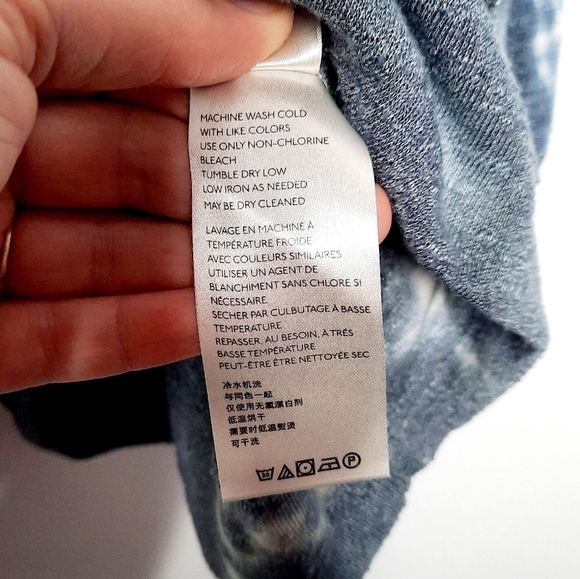 MACHINE WASH COLD
WITH LIKE COLORS
USE ONLY NON-CHLORINE
BLEACH
TUMBLE DRY LOW
LOW IRON AS NEEDED
MAY BE DRY CLEANED
LAVAGE EN MACHINE À
TEMPÉRATURE FROIDE
AVEC COULEURS SIMILAIRES
UTILISER UN AGENT DE
BLANCHIMENT SANS CHLORE SI
NÉCESSAIRE
SECHER PAR CULBUTAGE À BASSE
TEMPERATURE
REPASSER, AU BESOIN, À TRÉS
BASSE TEMPÉRATURE
PEUT-ÊTRE ÊTRE NETTOYÉE SEC
冷水机洗
与同色一起
仅使用无氯漂白剂
低温烘干
需要时低温熨烫
可干洗
30 P